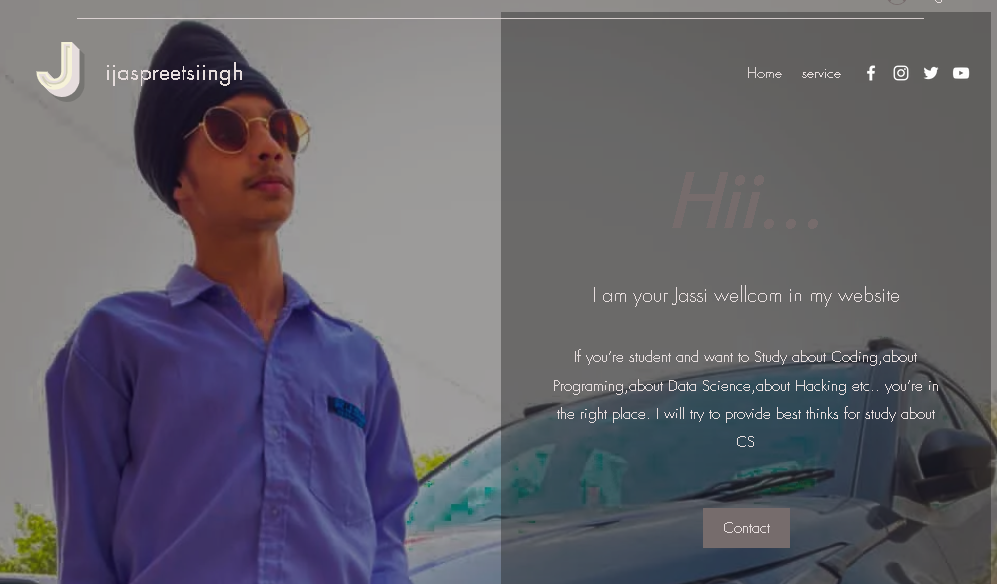 J
ijaspreetsiingh
Home service
Hii...
I am your Jassi wellcom in my website
If you're student and want to Study about Coding,about
Programing,about Data Science,about Hacking etc.. you're in
the right place. I will try to provide best thinks for study about
CS
Contact